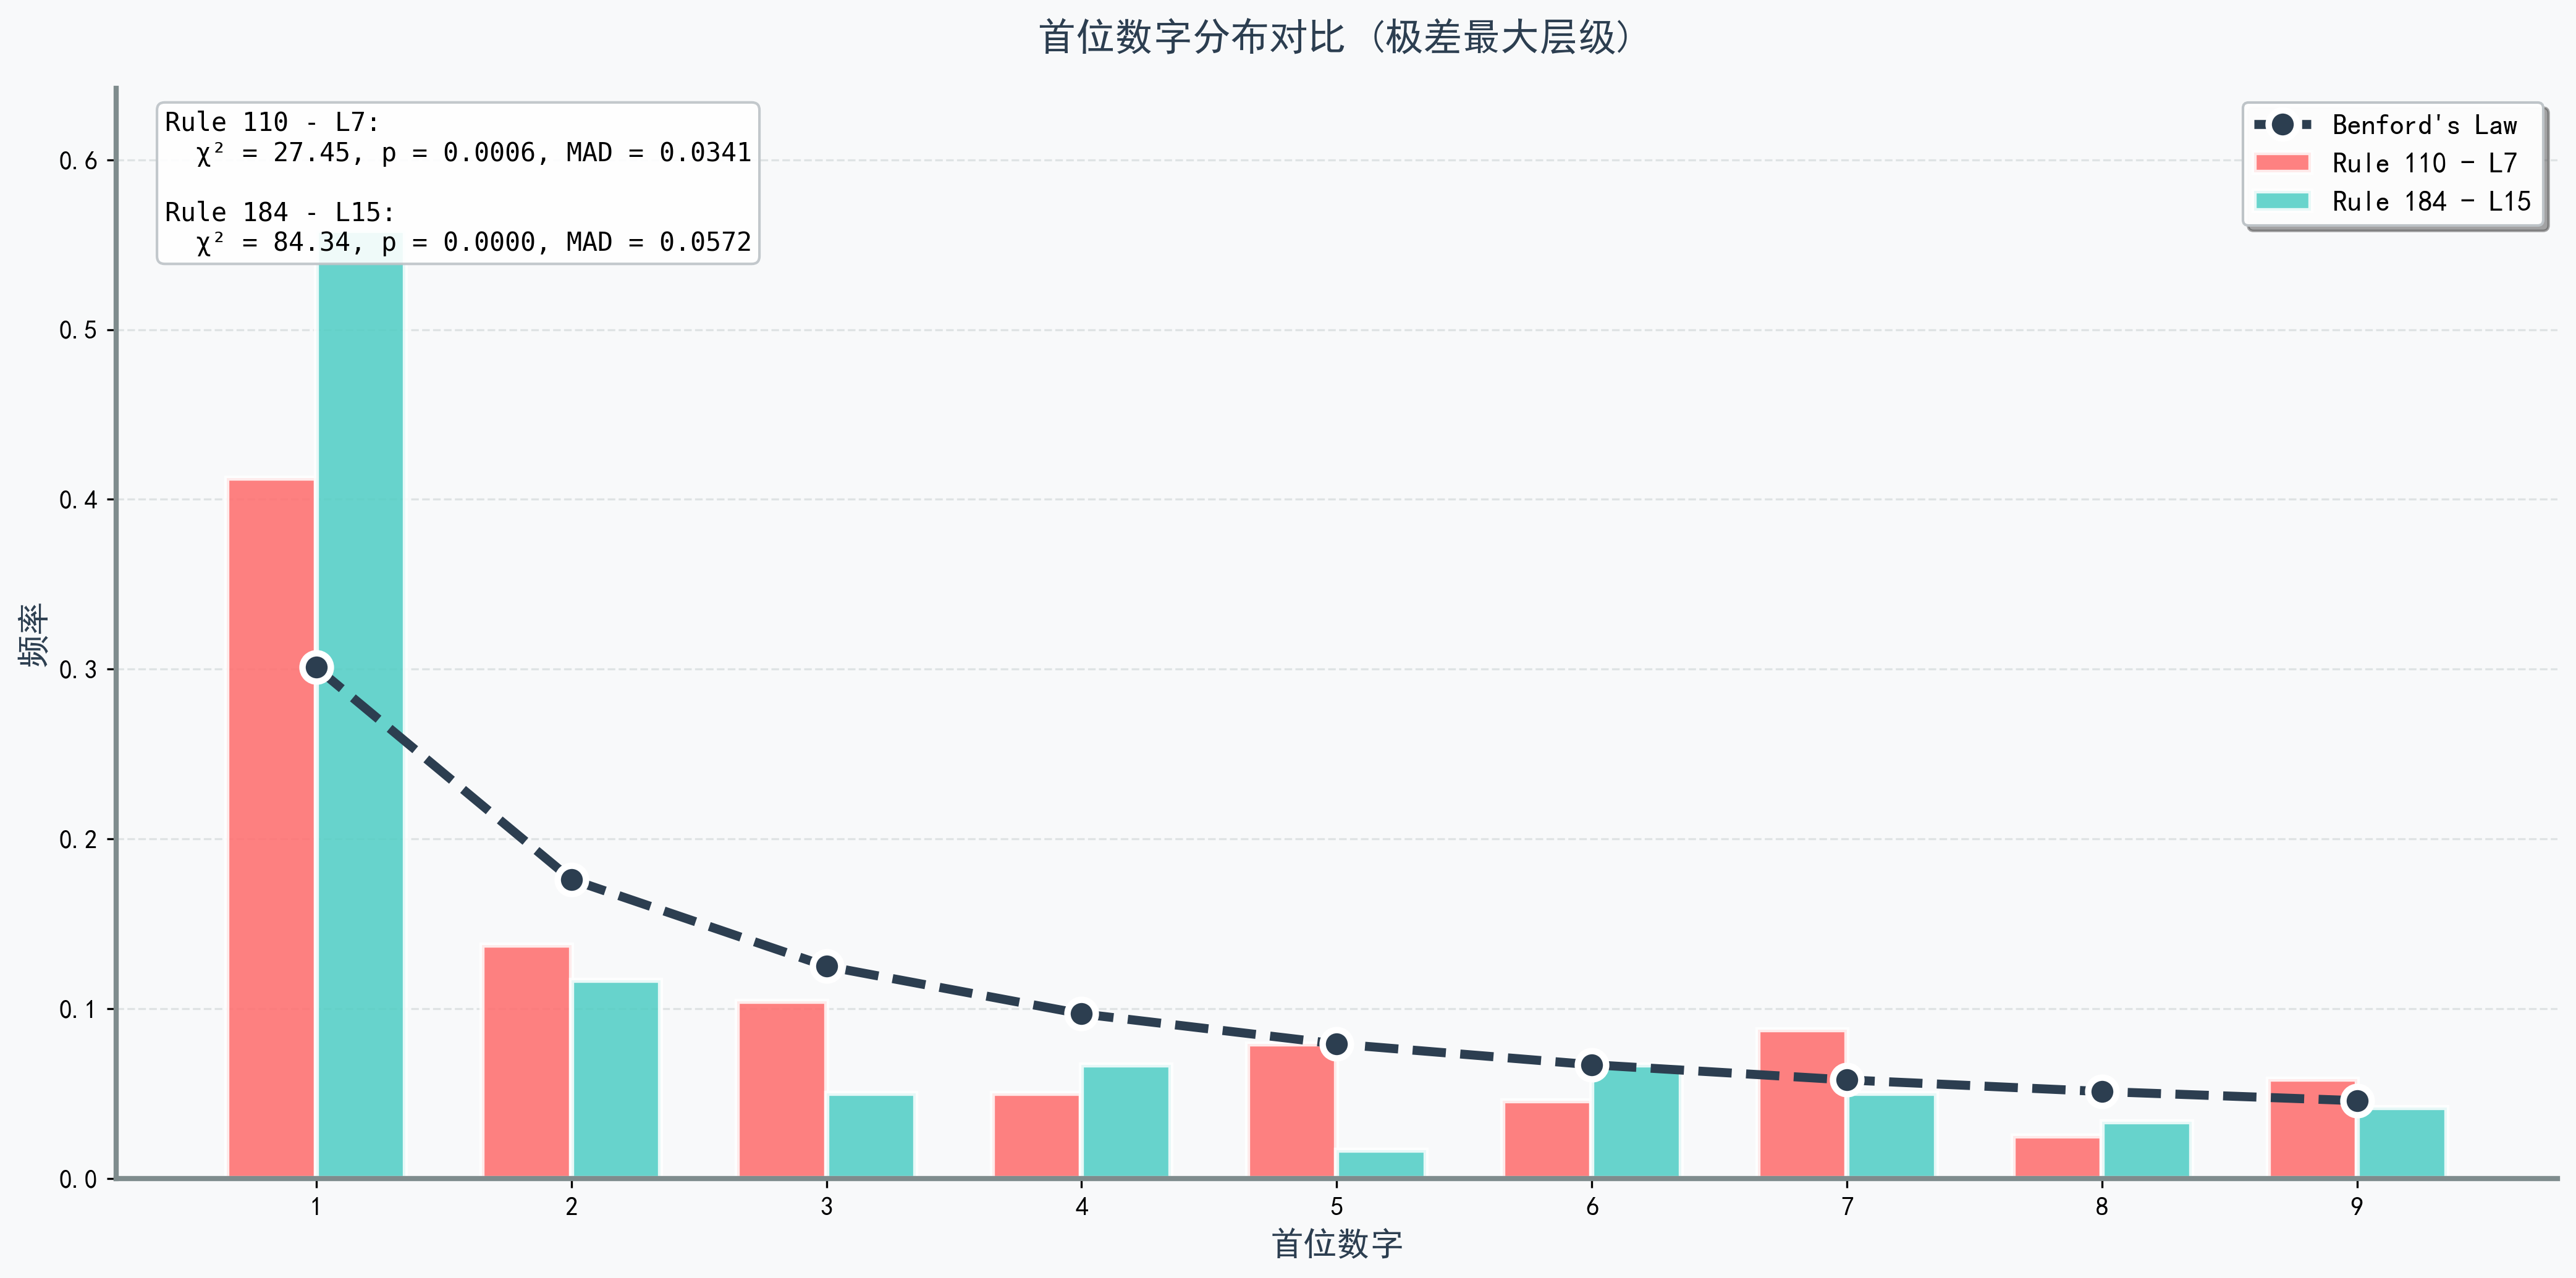 首位数字分布对比 (极差最大层级)
Rule 110 - L7:
χ² = 27.45, p = 0.0006, MAD = 0.0341
Rule 184 - L15:
χ² = 84.34, p = 0.0000, MAD = 0.0572
Benford's Law
Rule 110 - L7
Rule 184 - L15
频率
0.6
0.5
0.4
0.3
0.2
0.1
0.0
1 2 3 4 5 6 7 8 9
首位数字